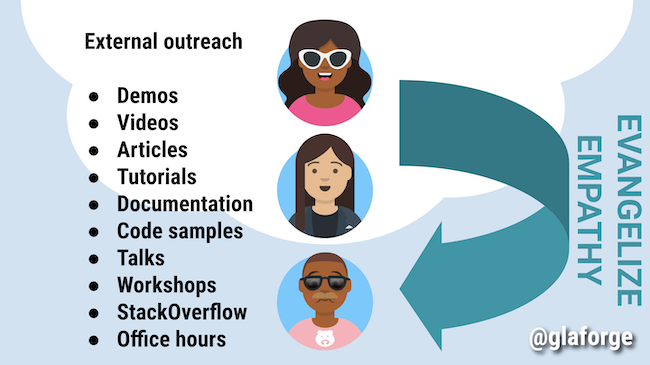 External outreach
● Demos
● Videos
● Articles
● Tutorials
● Documentation
● Code samples
● Talks
● Workshops
● StackOverflow
● Office hours
EVANGELIZE
EMPATHY
@glaforge